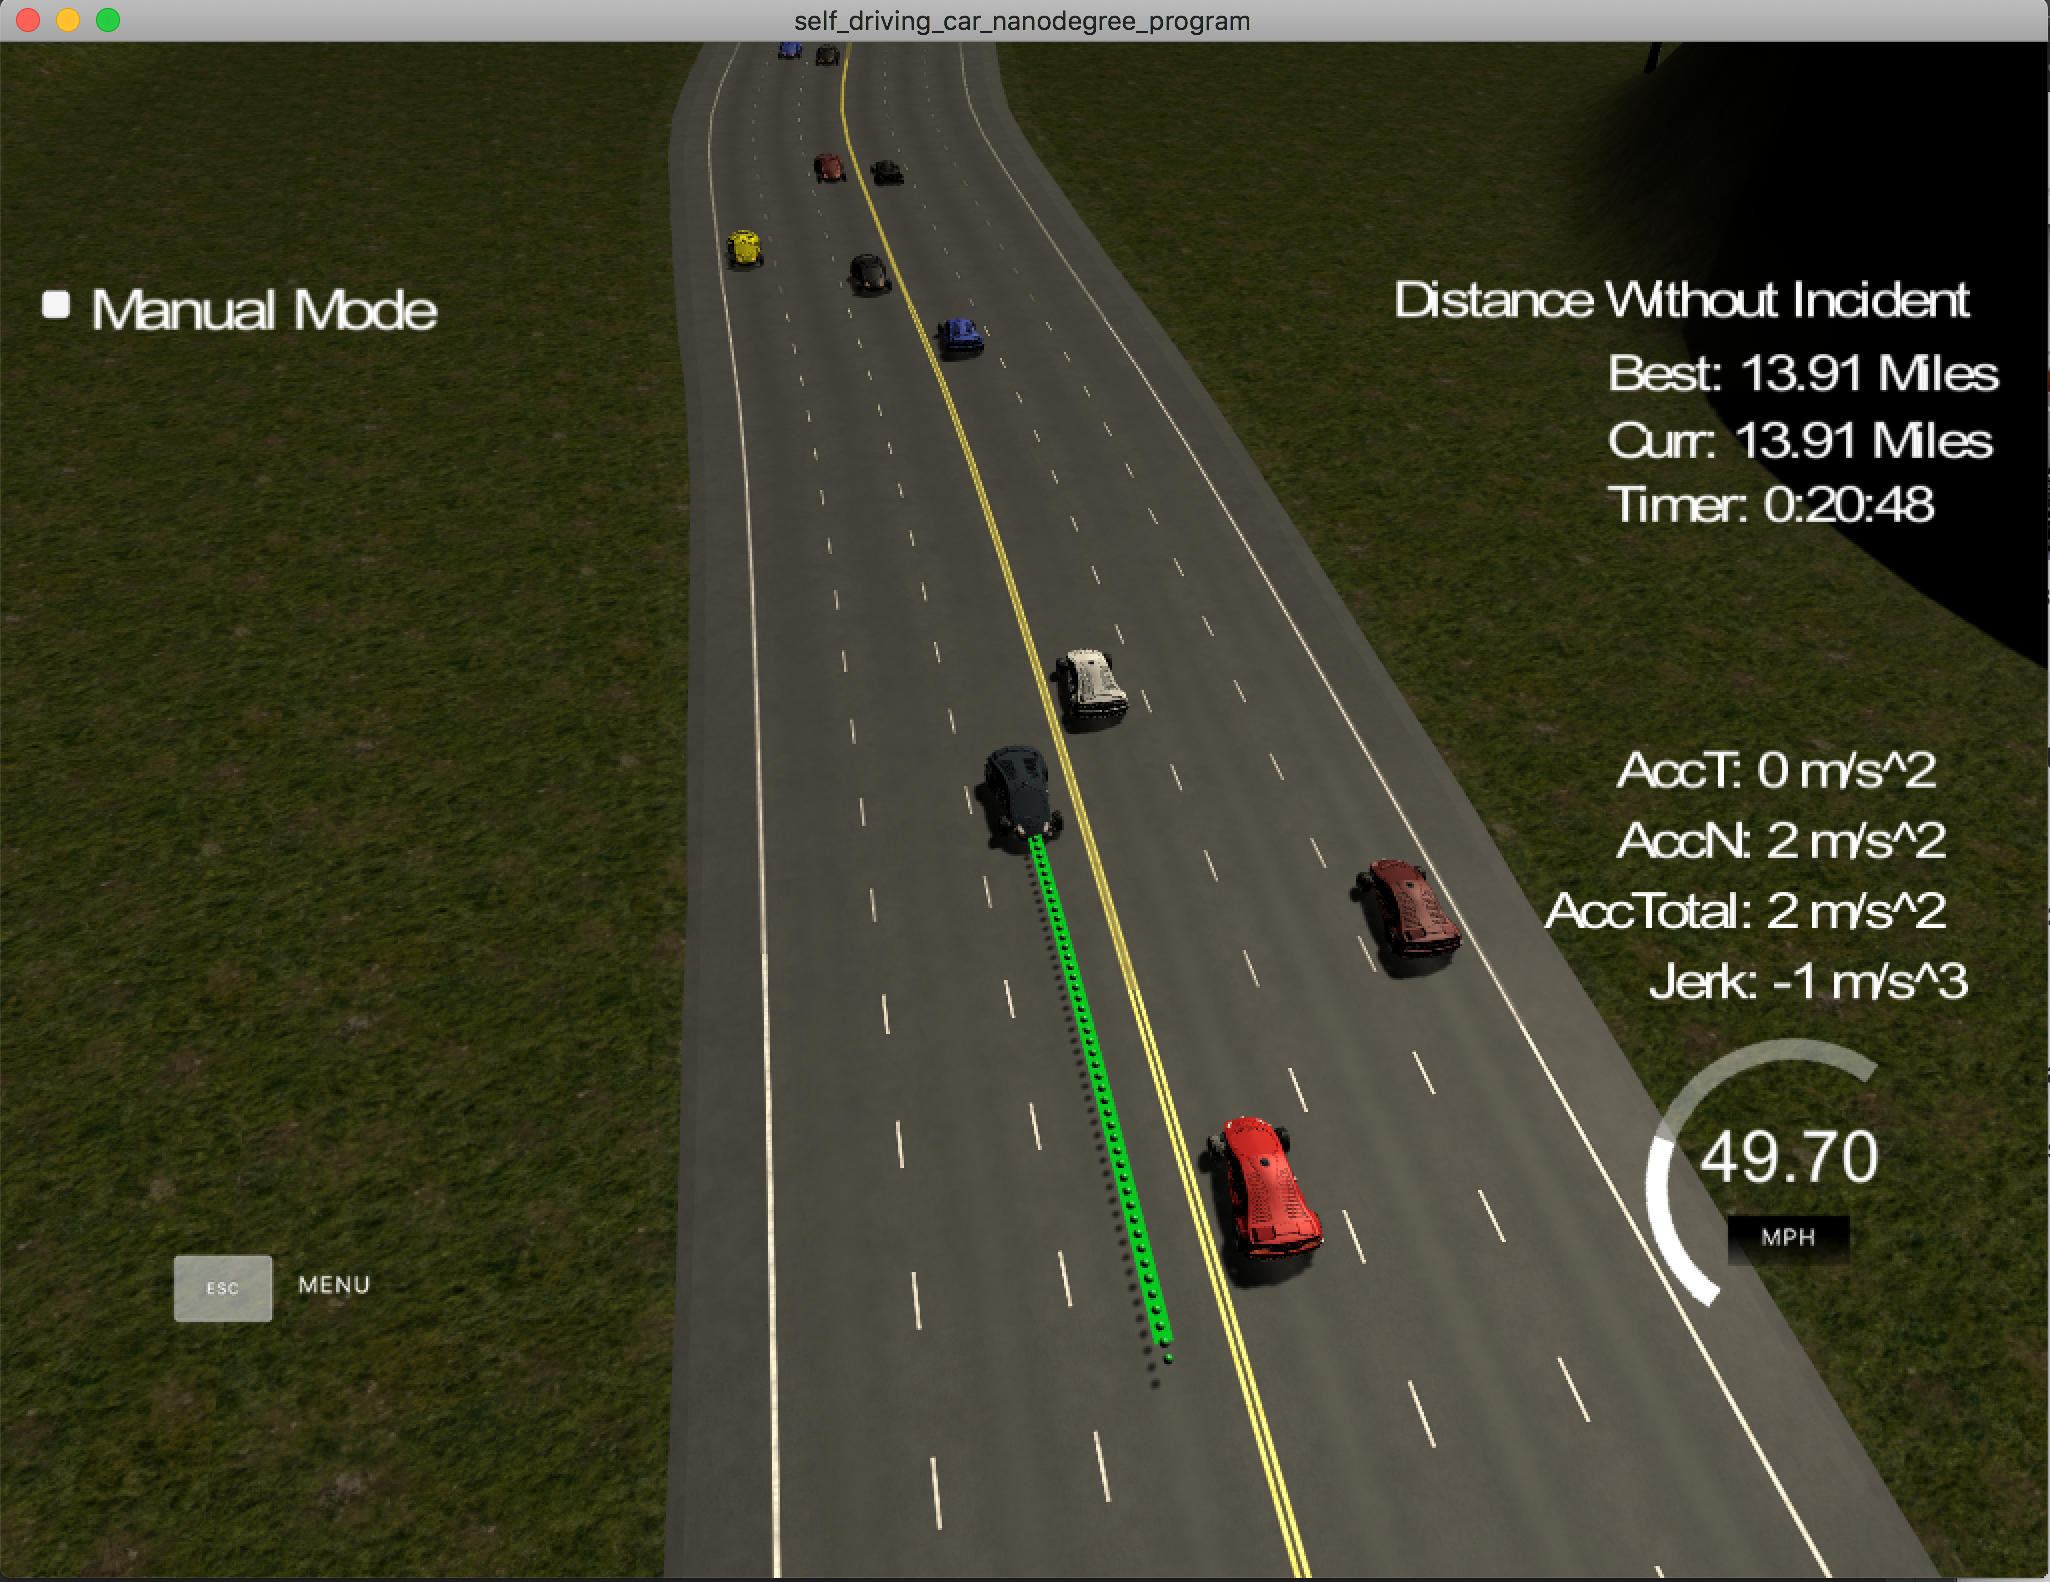 self_driving_car_nanodegree_program
Manual Mode
Distance Without Incident
Best: 13.91 Miles
Curr: 13.91 Miles
Timer: 0:20:48
AccT: 0 m/s^2
AccN: 2 m/s^2
AccTotal: 2 m/s^2
Jerk: -1 m/s^3
49.70
MPH
ESC MENU